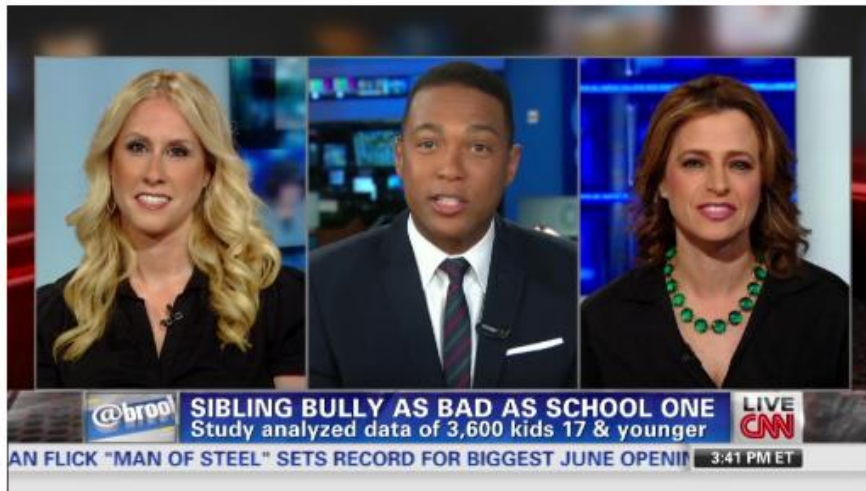 @broo
SIBLING BULLY AS BAD AS SCHOOL ONE
Study analyzed data of 3,600 kids 17 & younger
LIVE
CNN
AN FLICK "MAN OF STEEL" SETS RECORD FOR BIGGEST JUNE OPENIN
3:41 PM ET